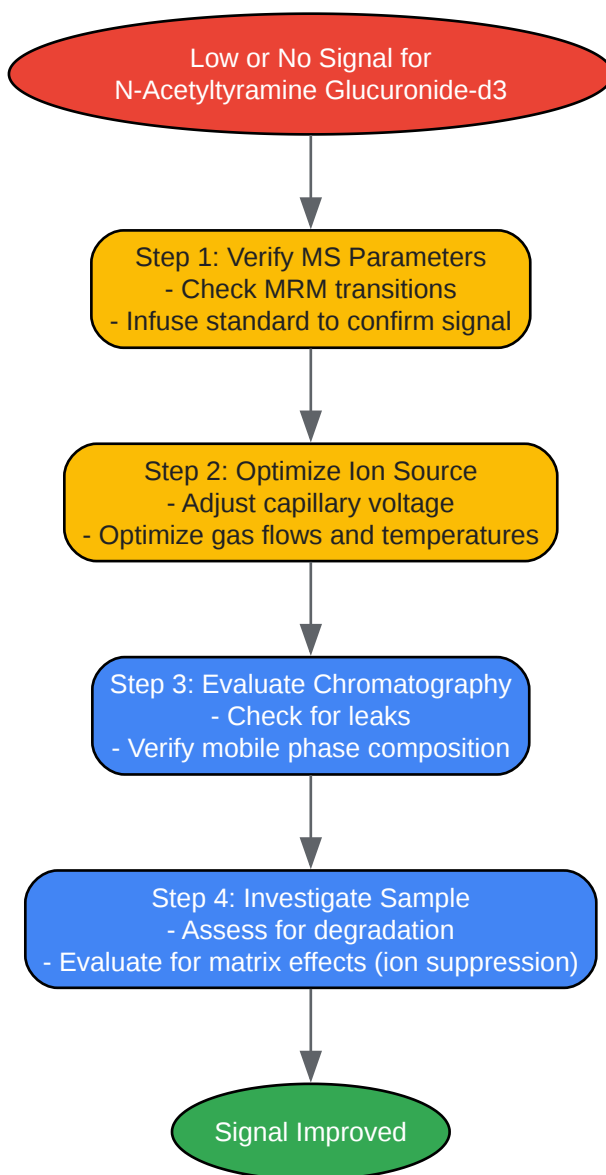 Low or No Signal for
N-Acetyltyramine Glucuronide-d3
Step 1: Verify MS Parameters
- Check MRM transitions
- Infuse standard to confirm signal
Step 2: Optimize Ion Source
- Adjust capillary voltage
- Optimize gas flows and temperatures
Step 3: Evaluate Chromatography
- Check for leaks
- Verify mobile phase composition
Step 4: Investigate Sample
- Assess for degradation
- Evaluate for matrix effects (ion suppression)
Signal Improved